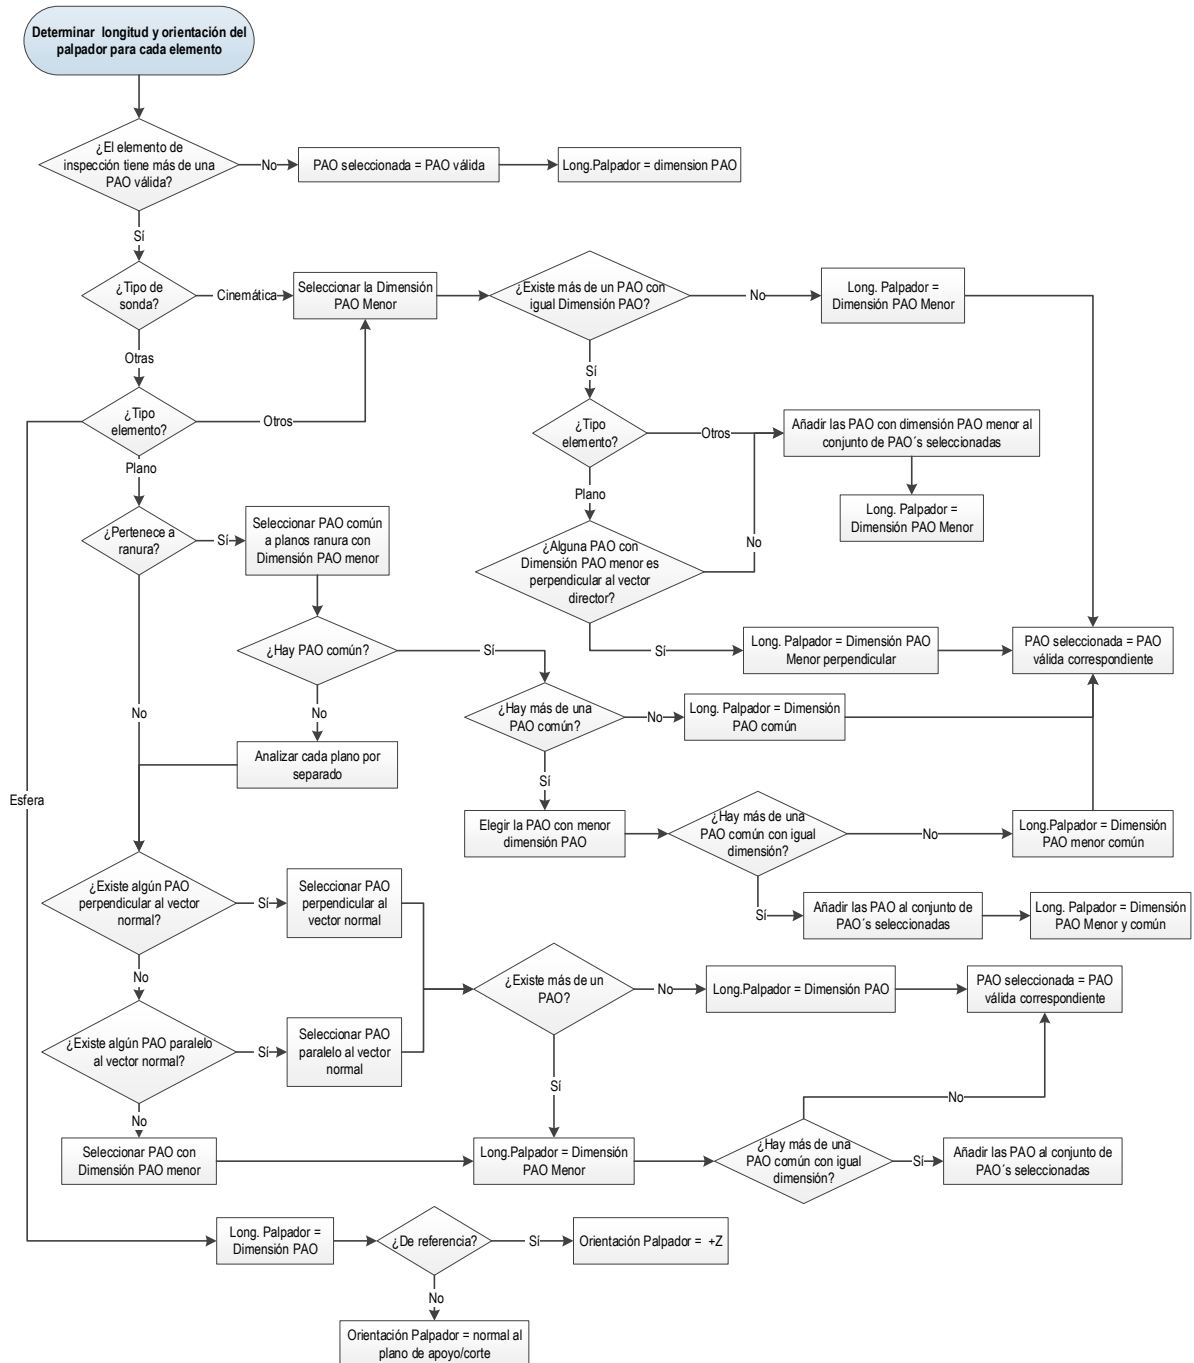 Determinar longitud y orientación del
palpador para cada elemento
¿El elemento de
inspección tiene más de una
PAO válida?
No
PAO seleccionada = PAO válida
Long.Palpador = dimension PAO
Sí
¿Tipo de
sonda?
Cinemática
Seleccionar la Dimensión
PAO Menor
¿Existe más de un PAO con
igual Dimensión PAO?
No
Long. Palpador =
Dimensión PAO Menor
Otras
Sí
¿Tipo
elemento?
Otros
¿Tipo
elemento?
Otros
Añadir las PAO con dimensión PAO menor al
conjunto de PAO´s seleccionadas
Long. Palpador =
Dimensión PAO Menor
Plano
Plano
¿Pertenece a
ranura?
Sí
Seleccionar PAO común
a planos ranura con
Dimensión PAO menor
¿Alguna PAO con
Dimensión PAO menor es
perpendicular al vector
director?
No
¿Hay PAO común?
Sí
Sí
Long. Palpador = Dimensión PAO
Menor perpendicular
PAO seleccionada = PAO
válida correspondiente
No
No
¿Hay más de una
PAO común?
No
Long. Palpador = Dimensión
PAO común
Analizar cada plano por
separado
Sí
Esfera
Elegir la PAO con menor
dimensión PAO
¿Hay más de una
PAO común con igual
dimensión?
No
Long.Palpador = Dimensión
PAO menor común
Sí
Añadir las PAO al conjunto de
PAO´s seleccionadas
Long. Palpador = Dimensión
PAO Menor y común
¿Existe algún PAO
perpendicular al vector
normal?
Sí
Seleccionar PAO
perpendicular al
vector normal
No
¿Existe más de un
PAO?
No
Long.Palpador = Dimensión PAO
PAO seleccionada = PAO
válida correspondiente
¿Existe algún PAO paralelo
al vector normal?
Sí
Seleccionar PAO
paralelo al vector
normal
Sí
No
No
Seleccionar PAO con
Dimensión PAO menor
Long.Palpador = Dimensión
PAO Menor
¿Hay más de una
PAO común con igual
dimensión?
Sí
Añadir las PAO al conjunto de
PAO´s seleccionadas
Long. Palpador =
Dimensión PAO
¿De referencia?
Sí
Orientación Palpador = +Z
No
Orientación Palpador = normal al
plano de apoyo/corte